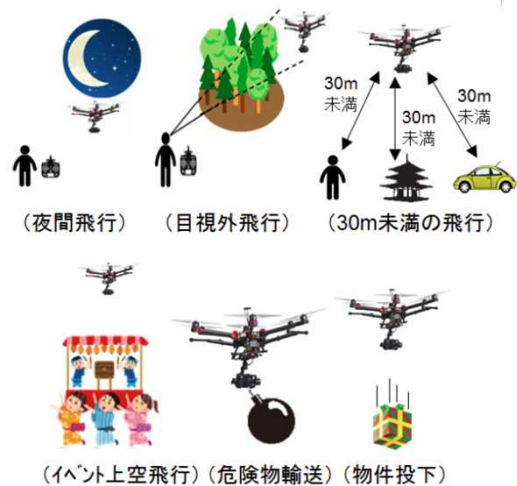 30m
未満
30m
未満
30m
未満
(夜間飛行)
(目視外飛行)
(30m未満の飛行)
(イベント上空飛行)
(危険物輸送)
(物件投下)